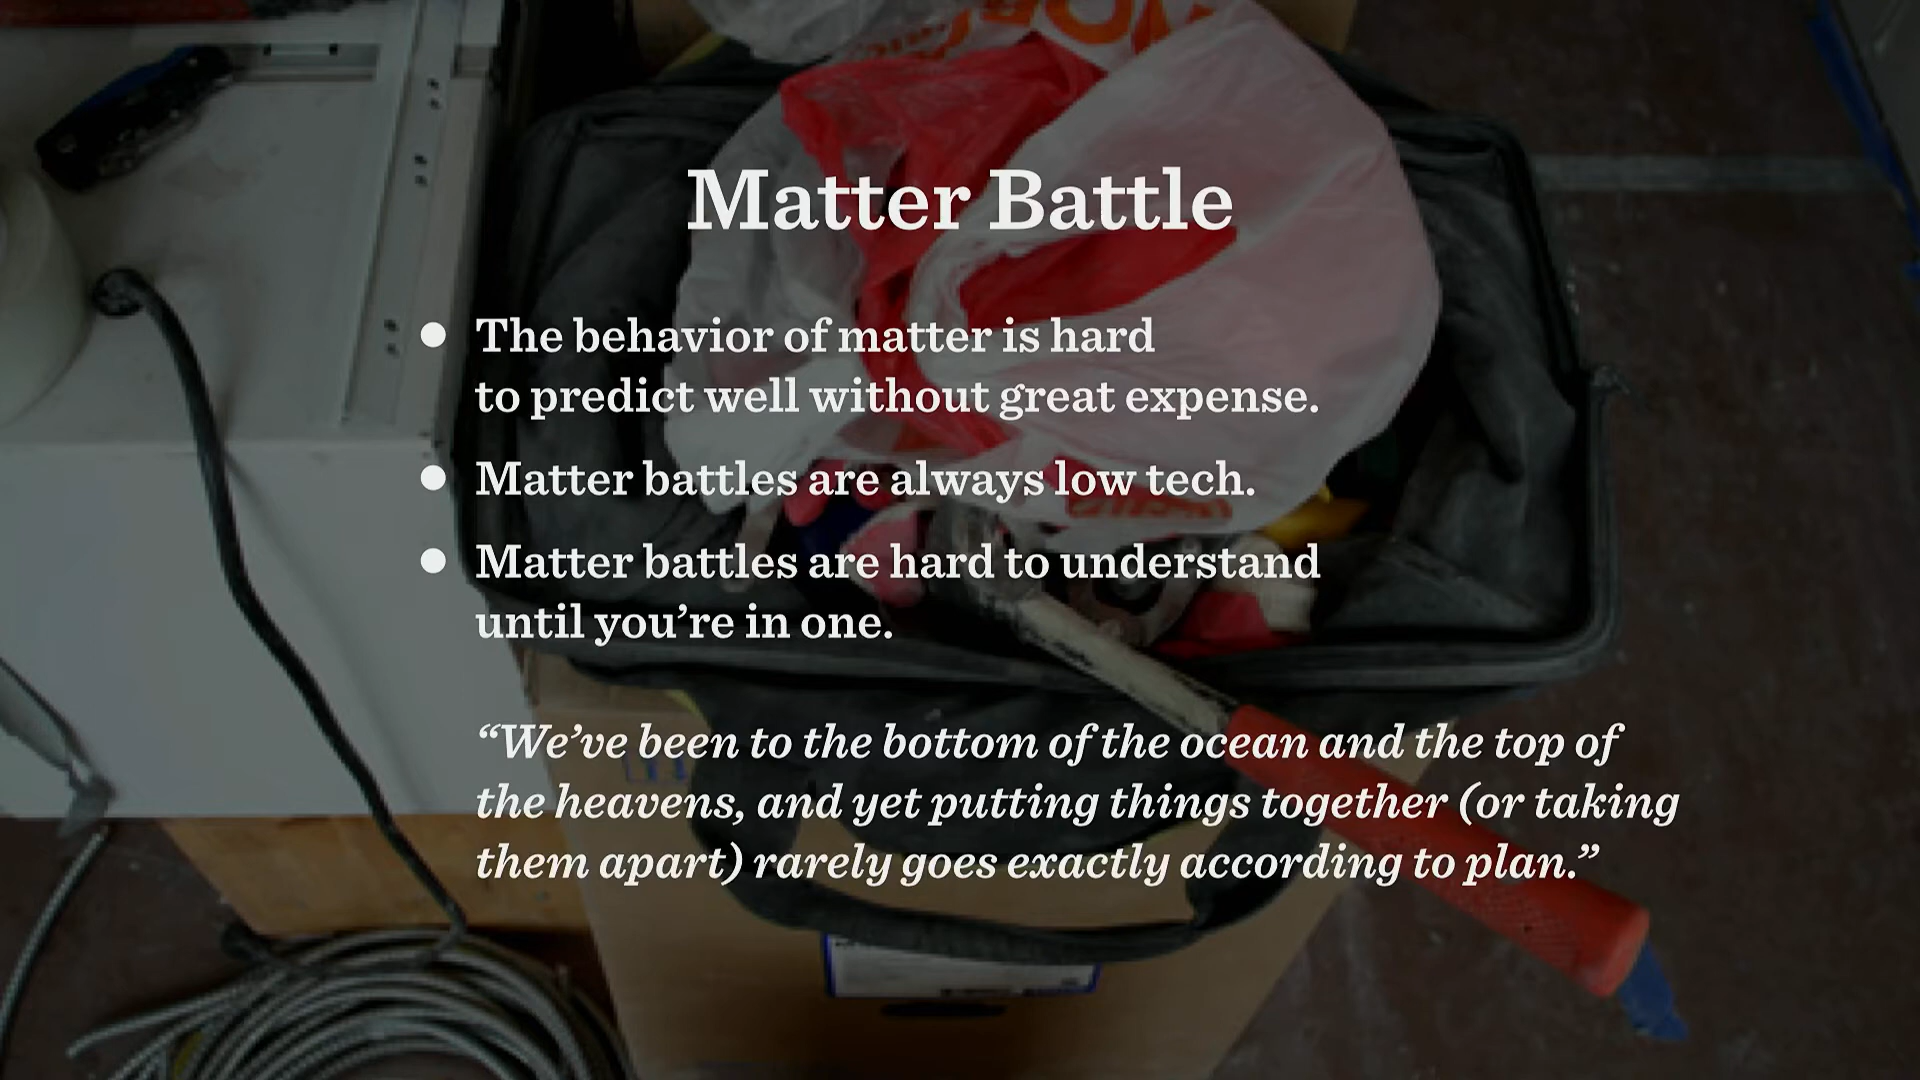 Matter Battle
● The behavior of matter is hard
to predict well without great expense.
● Matter battles are always low tech.
● Matter battles are hard to understand
until you’re in one.
“We’ve been to the bottom of the ocean and the top of
the heavens, and yet putting things together (or taking
them apart) rarely goes exactly according to plan.”